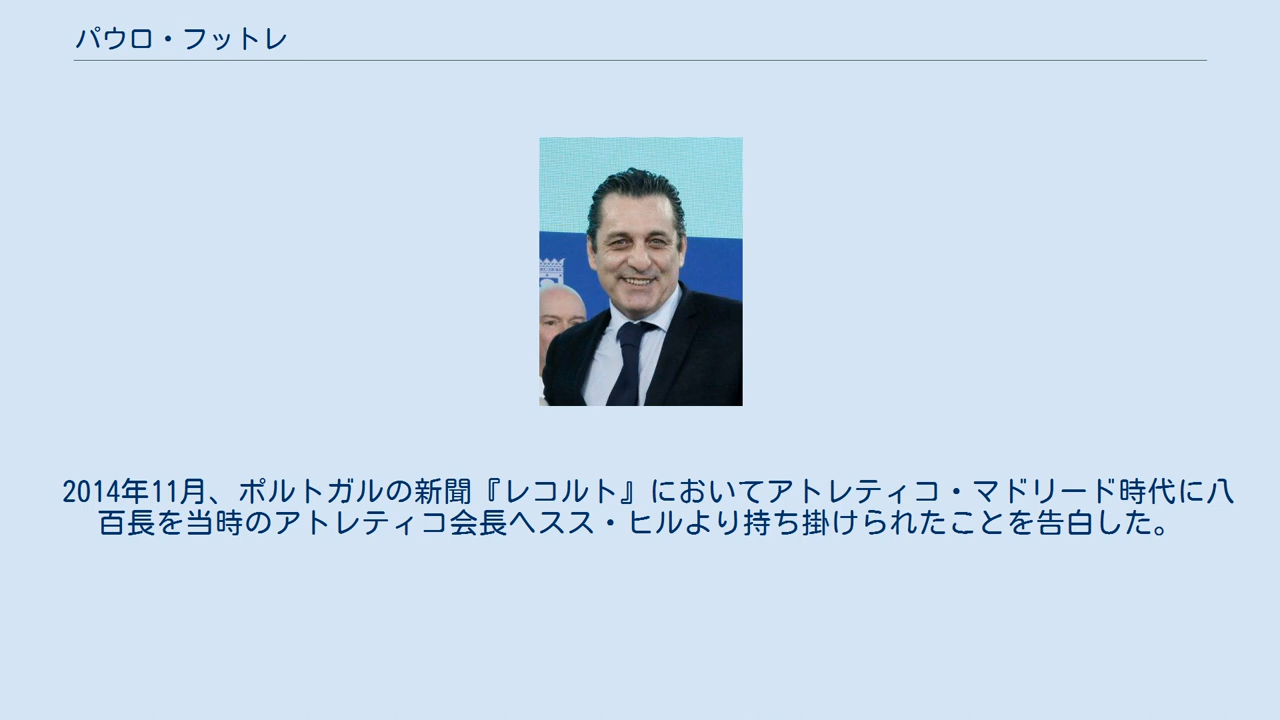 パウロ・フットレ
2014年11月、ポルトガルの新聞『レコルト』においてアトレティコ・マドリード時代に八
百長を当時のアトレティコ会長ヘスス・ヒルより持ち掛けられたことを告白した。